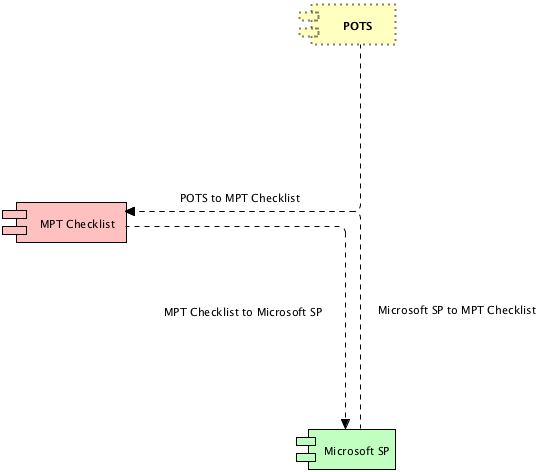 POTS
POTS to MPT Checklist
MPT Checklist
MPT Checklist to Microsoft SP
Microsoft SP to MPT Checklist
Microsoft SP